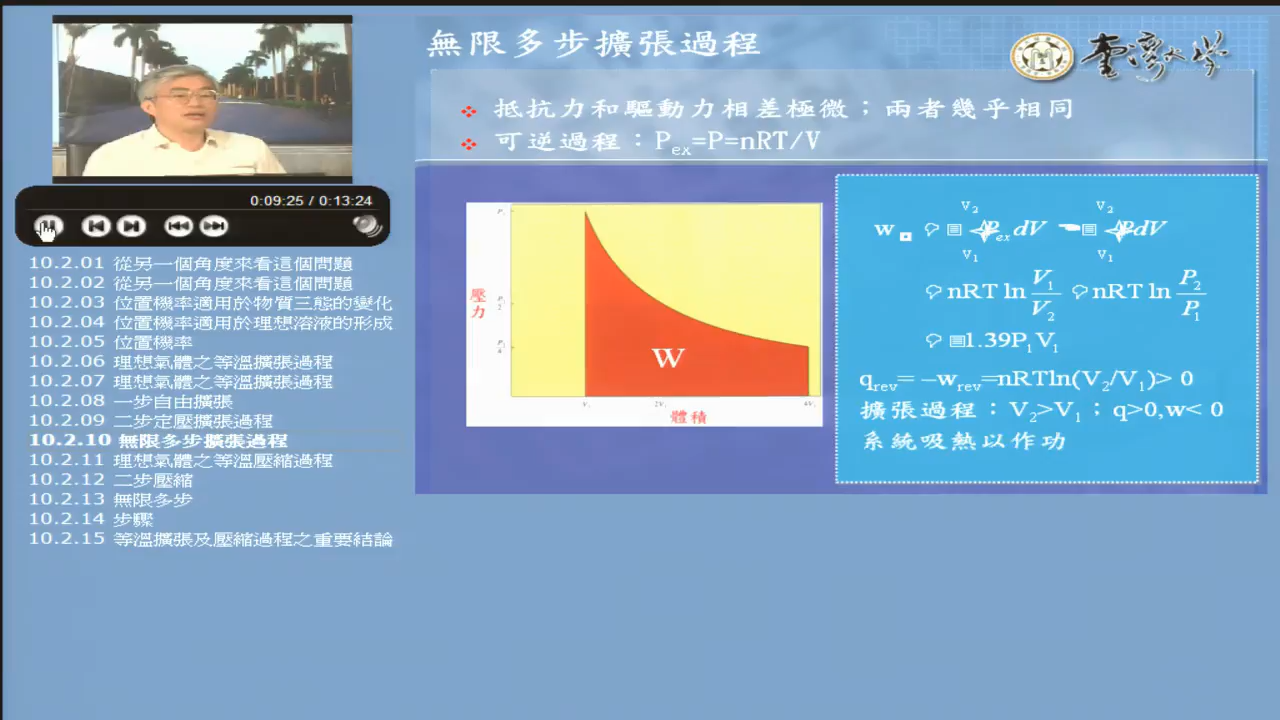 無限多步擴張過程
臺灣大學
抵抗力和驅動力相差極微；兩者幾乎相同
可逆過程：Pex=P=nRT/V
0:09:25 / 0:13:24
10.2.01 從另一個角度來看這個問題
10.2.02 從另一個角度來看這個問題
10.2.03 位置機率適用於物質三態的變化
10.2.04 位置機率適用於理想溶液的形成
10.2.05 位置機率
10.2.06 理想氣體之等溫擴張過程
10.2.07 理想氣體之等溫擴張過程
10.2.08 一步自由擴張
10.2.09 二步定壓擴張過程
10.2.10 無限多步擴張過程
10.2.11 理想氣體之等溫壓縮過程
10.2.12 二步壓縮
10.2.13 無限多步
10.2.14 步驟
10.2.15 等溫擴張及壓縮過程之重要結論
壓力
W
V1 2V1 4V1
體積
V2 V2
w Pex dV PdV
V1 V1
nRT ln V1/V2 nRT ln P2/P1
1.39P1V1
qrev= –wrev=nRTln(V2/V1)> 0
擴張過程：V2>V1：q>0,w< 0
系統吸熱以作功